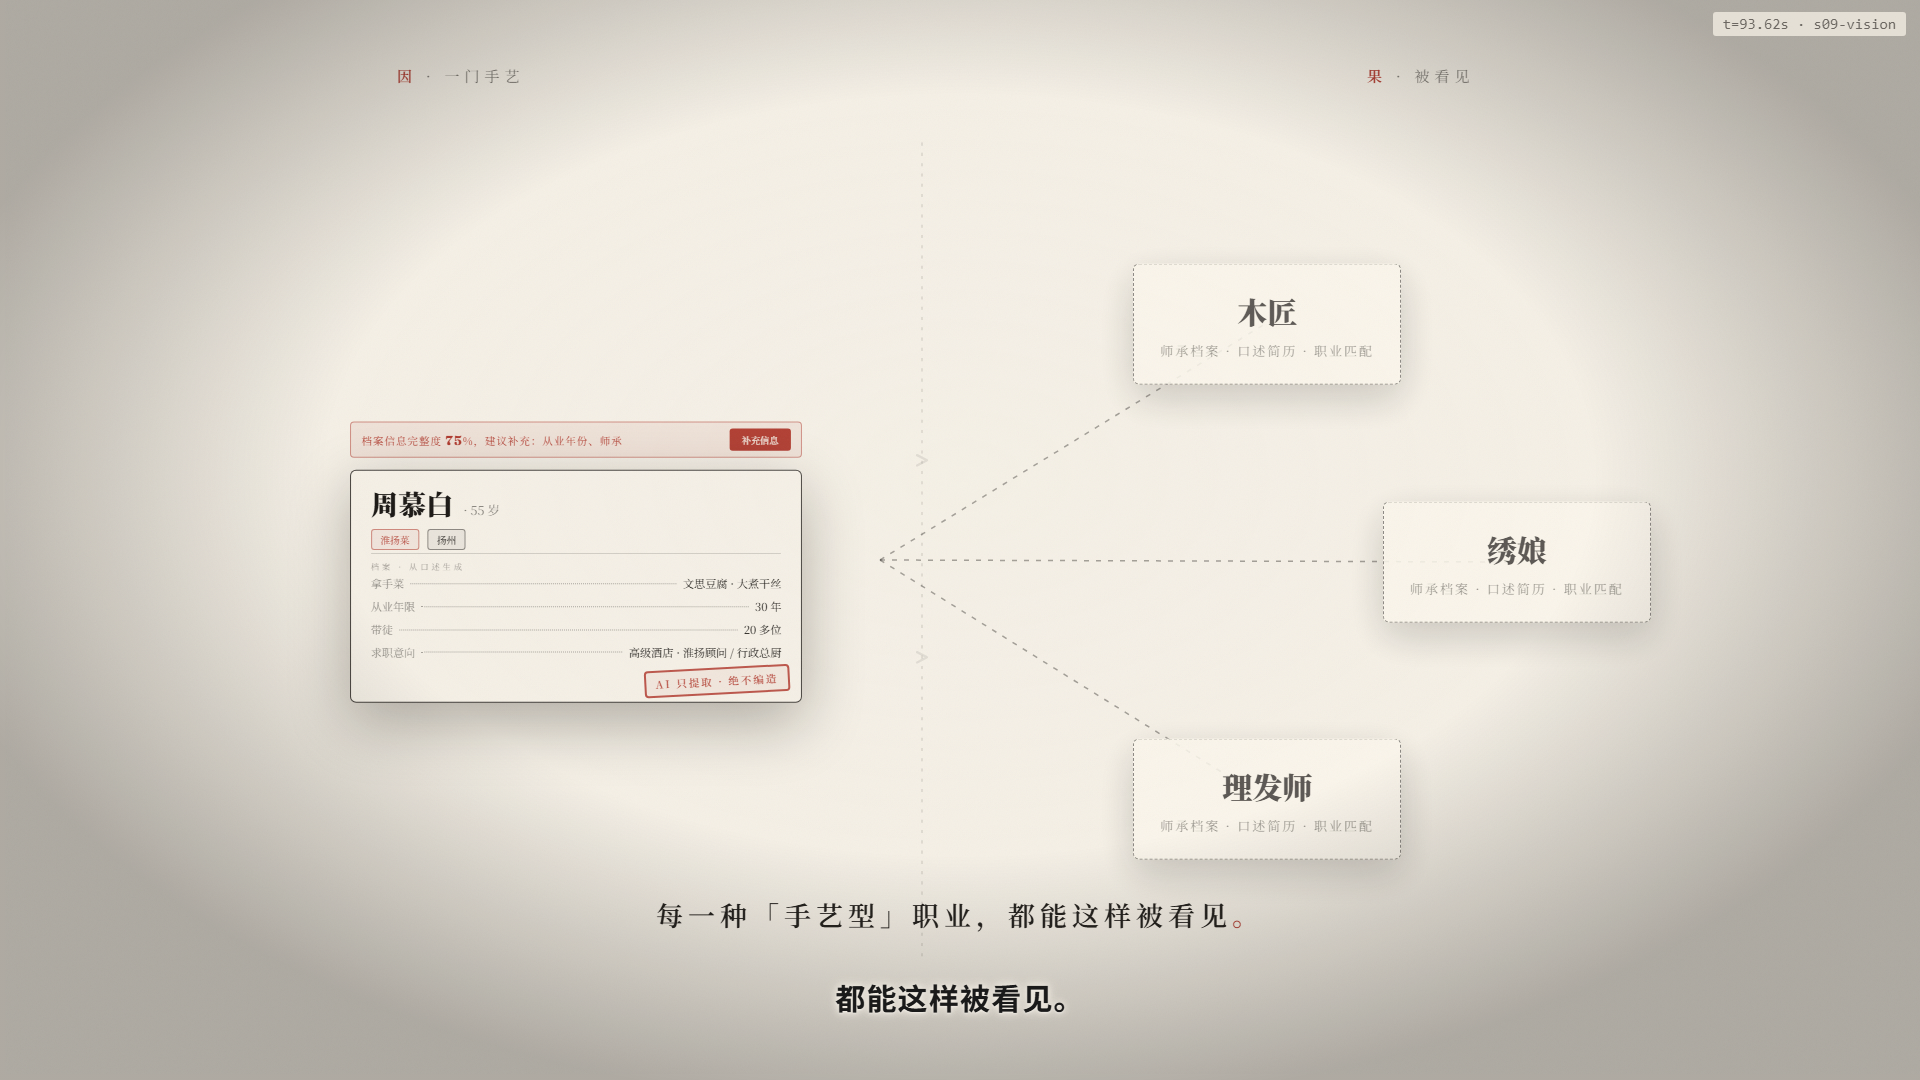 t=93.62s · s09-vision
因 · 一门手艺
果 · 被看见
档案信息完整度 75%，建议补充：从业年份、师承
补充信息
周慕白 · 55 岁
淮扬菜
扬州
档案 · 从口述生成
拿手菜 文思豆腐 · 大煮干丝
从业年限 30 年
带徒 20 多位
求职意向 高级酒店 · 淮扬顾问 / 行政总厨
AI 只提取 · 绝不编造
木匠
师承档案 · 口述简历 · 职业匹配
绣娘
师承档案 · 口述简历 · 职业匹配
理发师
师承档案 · 口述简历 · 职业匹配
每一种「手艺型」职业，都能这样被看见。
都能这样被看见。